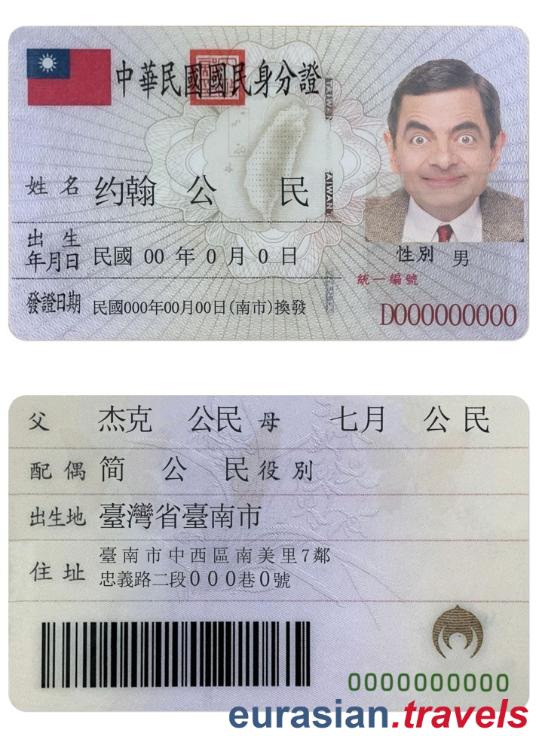 中華民國國民身分證
姓名 约翰 公 民
出生
年月日 民國 00 年 0 月 0 日
性別 男
統一編號
發證日期 民國000年00月00日(南市)換發
D000000000
TAIWAN
TAIWAN
父 杰克 公民 母 七月 公民
配偶 简 公 民 役別
出生地 臺灣省臺南市
住址 臺南市中西區南美里7鄰
忠義路二段000巷0號
0000000000
eurasian.travels